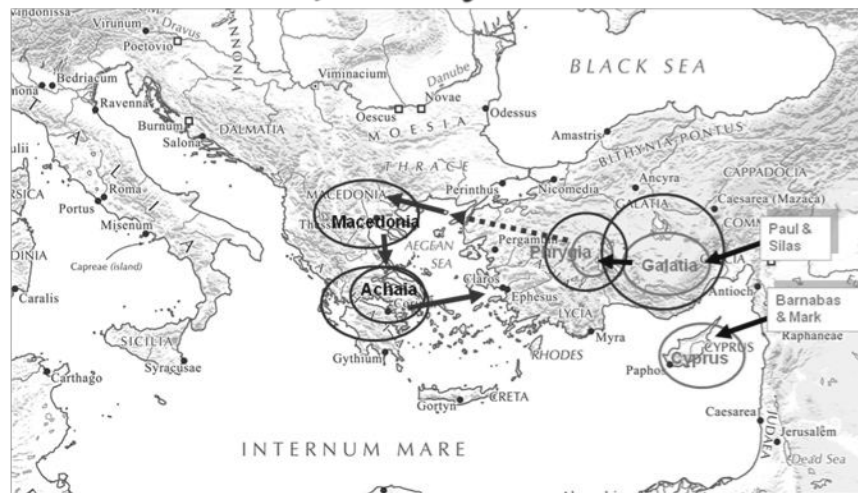 Vindonissa
Virunum
Dravus
Poetovio
NNONIA
Bedriacum
Ravenna
Burnum
Salona
DALMATIA
Viminacium
Danube
Oescus
Novae
MOESIA
Odessus
BLACK SEA
Amastris
BITHYNIA-PONTUS
THRACE
Perinthus
Nicomedia
Ancyra
CAPPADOCIA
GALATIA
Caesarea (Mazaca)
COMM
MACEDONIA
Macedonia
AEGEAN
SEA
Pergamum
Phrygia
Galatia
Paul &
Silas
Roma
Portus
Misenum
Capreae (island)
ITALIA
Caralis
Achaia
Claros
Ephesus
LYCIA
Myra
Antioch
Barnabas
& Mark
Raphaneae
SICILIA
Syracusae
Gythium
RHODES
CYPRUS
Cyprus
Paphos
Carthago
Gortyn
CRETA
Caesarea
JUDAEA
Jerusalem
Dead Sea
INTERNUM MARE